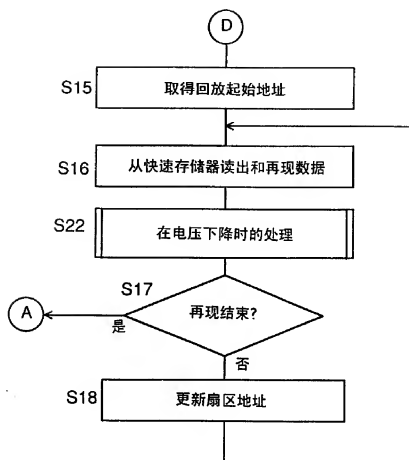 D
S15
取得回放起始地址
S16
从快速存储器读出和再现数据
S22
在电压下降时的处理
S17
再现结束?
A
是
否
S18
更新扇区地址